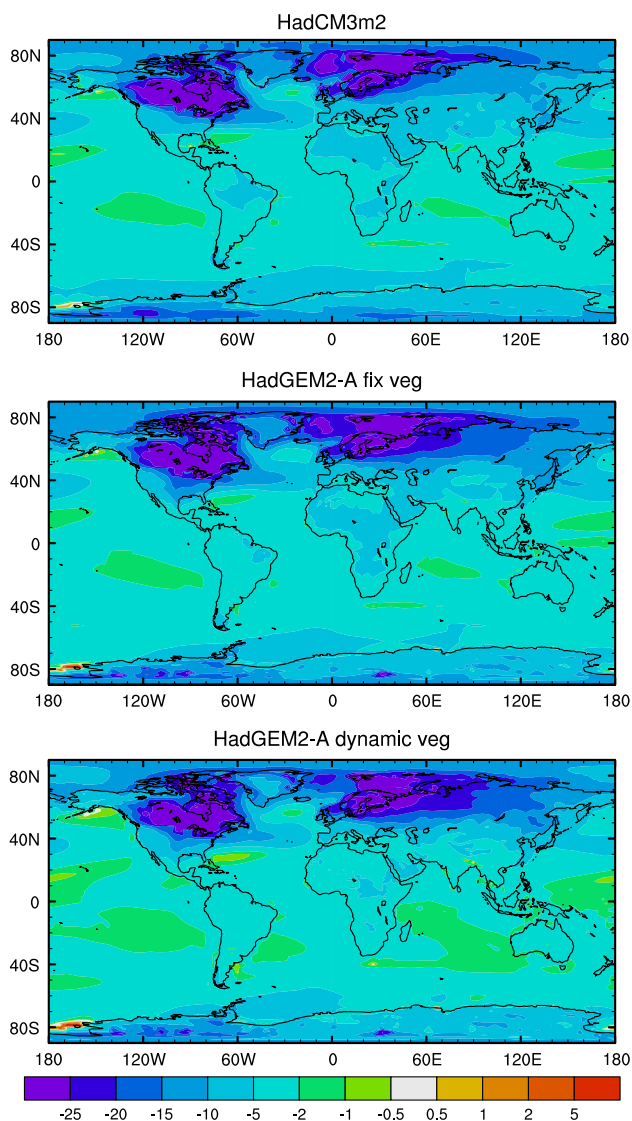 HadCM3m2
80N
40N
0
40S
80S
180 120W 60W 0 60E 120E 180
HadGEM2-A fix veg
80N
40N
0
40S
80S
180 120W 60W 0 60E 120E 180
HadGEM2-A dynamic veg
80N
40N
0
40S
80S
180 120W 60W 0 60E 120E 180
-25 -20 -15 -10 -5 -2 -1 -0.5 0.5 1 2 5